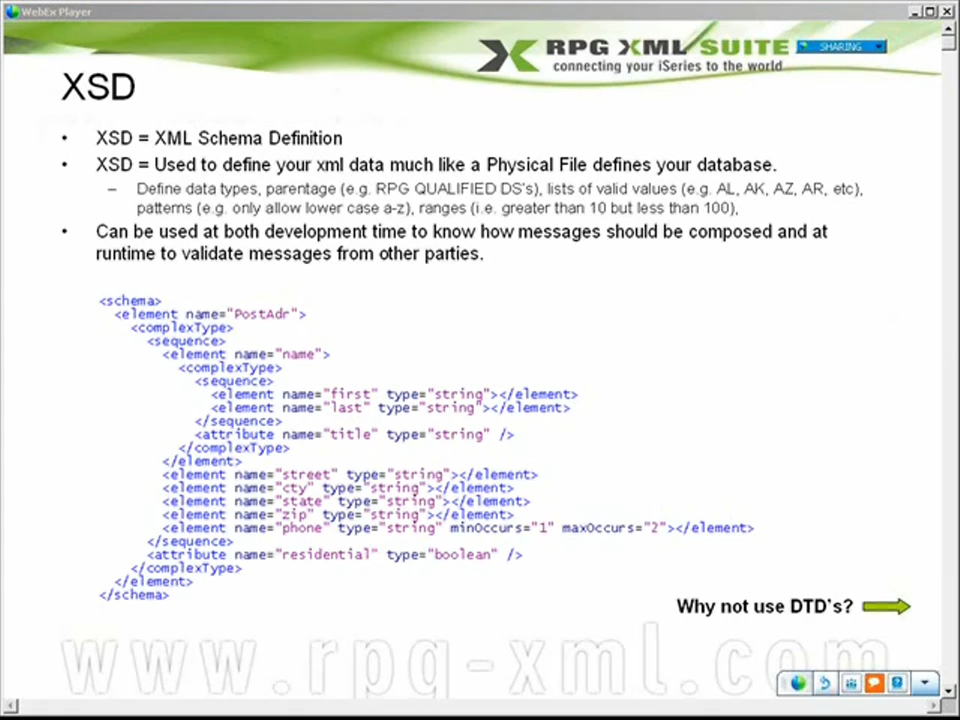 WebEx Player
RPG XML SUITE
SHARING
connecting your iSeries to the world
XSD
• XSD = XML Schema Definition
• XSD = Used to define your xml data much like a Physical File defines your database.
– Define data types, parentage (e.g. RPG QUALIFIED DS's), lists of valid values (e.g. AL, AK, AZ, AR, etc),
patterns (e.g. only allow lower case a-z), ranges (i.e. greater than 10 but less than 100),
• Can be used at both development time to know how messages should be composed and at
runtime to validate messages from other parties.
<schema>
<element name="PostAdr">
<complexType>
<sequence>
<element name="name">
<complexType>
<sequence>
<element name="first" type="string"></element>
<element name="last" type="string"></element>
</sequence>
<attribute name="title" type="string" />
</complexType>
</element>
<element name="street" type="string"></element>
<element name="cty" type="string"></element>
<element name="state" type="string"></element>
<element name="zip" type="string"></element>
<element name="phone" type="string" minOccurs="1" maxOccurs="2"></element>
</sequence>
<attribute name="residential" type="boolean" />
</complexType>
</element>
</schema>
Why not use DTD's?
www.rpg-xml.com